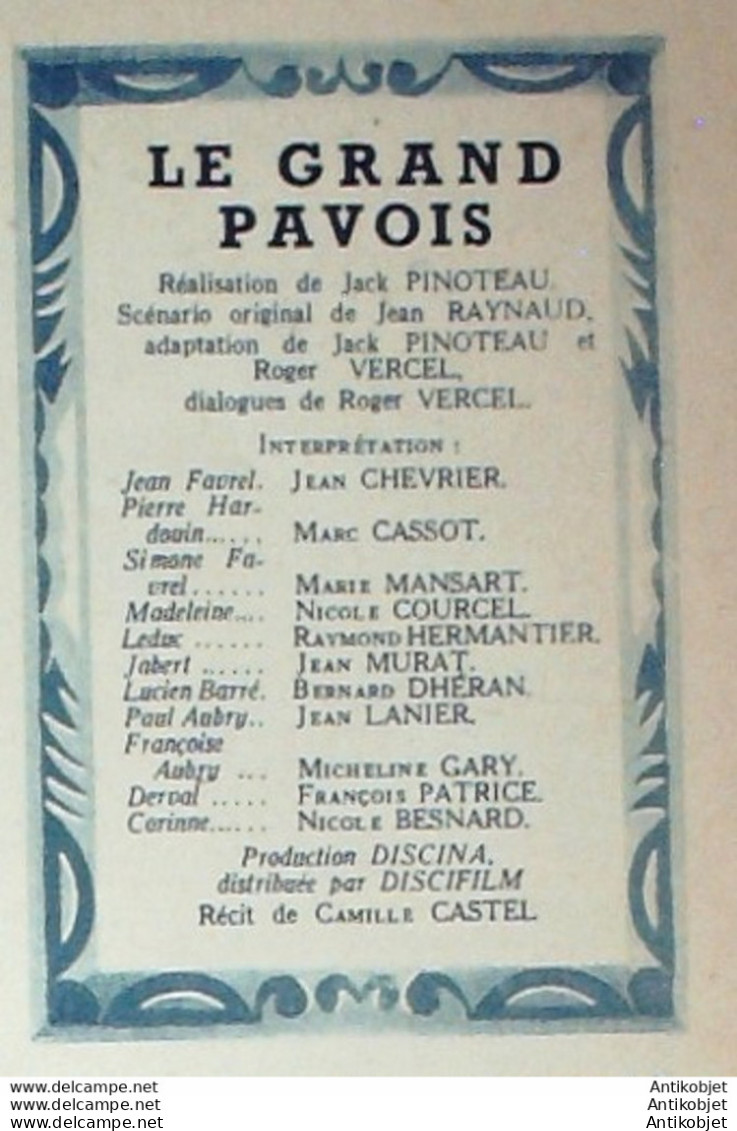 LE GRAND
PAVOIS
Réalisation de Jack PINOTEAU.
Scénario original de Jean RAYNAUD,
adaptation de Jack PINOTEAU et
Roger VERCEL,
dialogues de Roger VERCEL.
INTERPRÉTATION :
Jean Favrel. JEAN CHEVRIER.
Pierre Har-
douin...... MARC CASSOT.
Simone Fa-
vrel...... MARIE MANSART.
Madeleine.... NICOLE COURCEL.
Leduc ...... RAYMOND HERMANTIER.
Jabert ...... JEAN MURAT.
Lucien Barré. BERNARD DHÉRAN.
Paul Aubry.. JEAN LANIER.
Françoise
Aubry ... MICHELINE GARY.
Derval ..... FRANÇOIS PATRICE.
Corinne...... NICOLE BESNARD.
Production DISCINA,
distribuée par DISCIFILM
Récit de CAMILLE CASTEL
www.delcampe.net Antikobjet
www.delcampe.net Antikobjet
www.delcampe.net Antikobjet